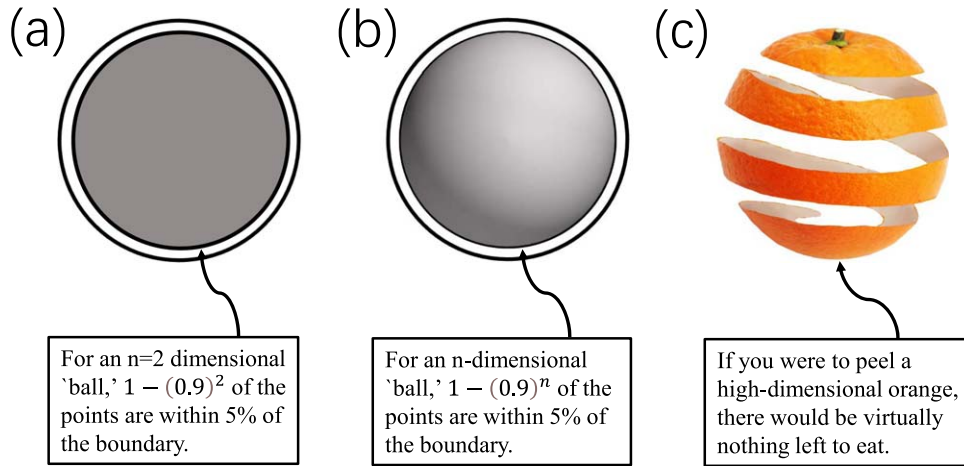 (a)
(b)
(c)
For an n=2 dimensional
`ball,' 1 − (0.9)² of the
points are within 5% of
the boundary.
For an n-dimensional
`ball,' 1 − (0.9)ⁿ of the
points are within 5% of
the boundary.
If you were to peel a
high-dimensional orange,
there would be virtually
nothing left to eat.